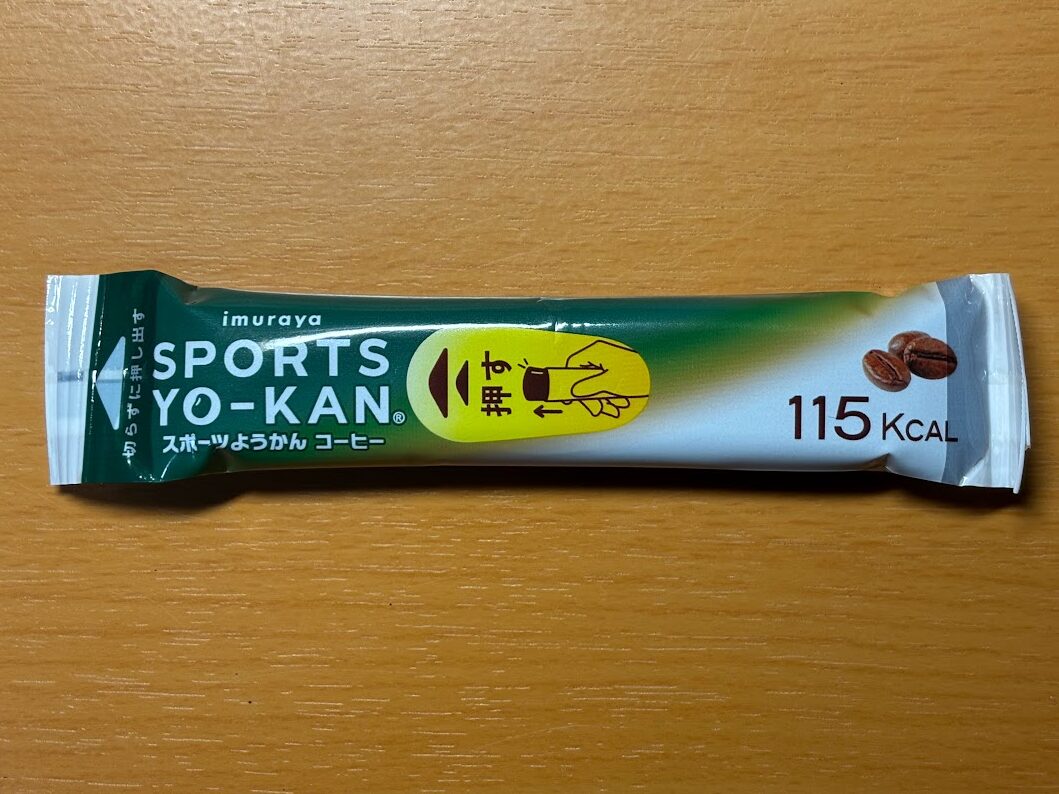 切らずに押し出す
imuraya
SPORTS
YO-KAN®
スポーツようかん コーヒー
押す
115 KCAL